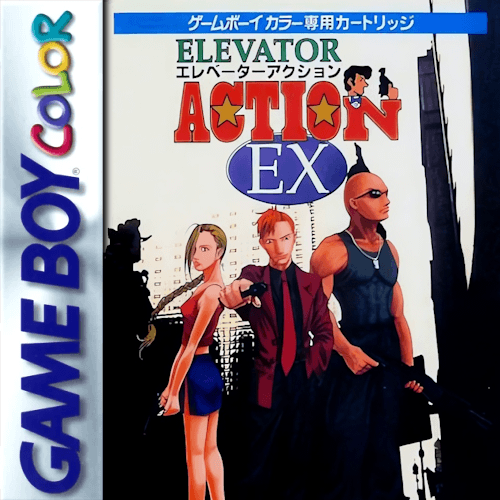 GAME BOY COLOR
ゲームボーイ カラー専用カートリッジ
ELEVATOR
エレベーターアクション
ACTION
EX